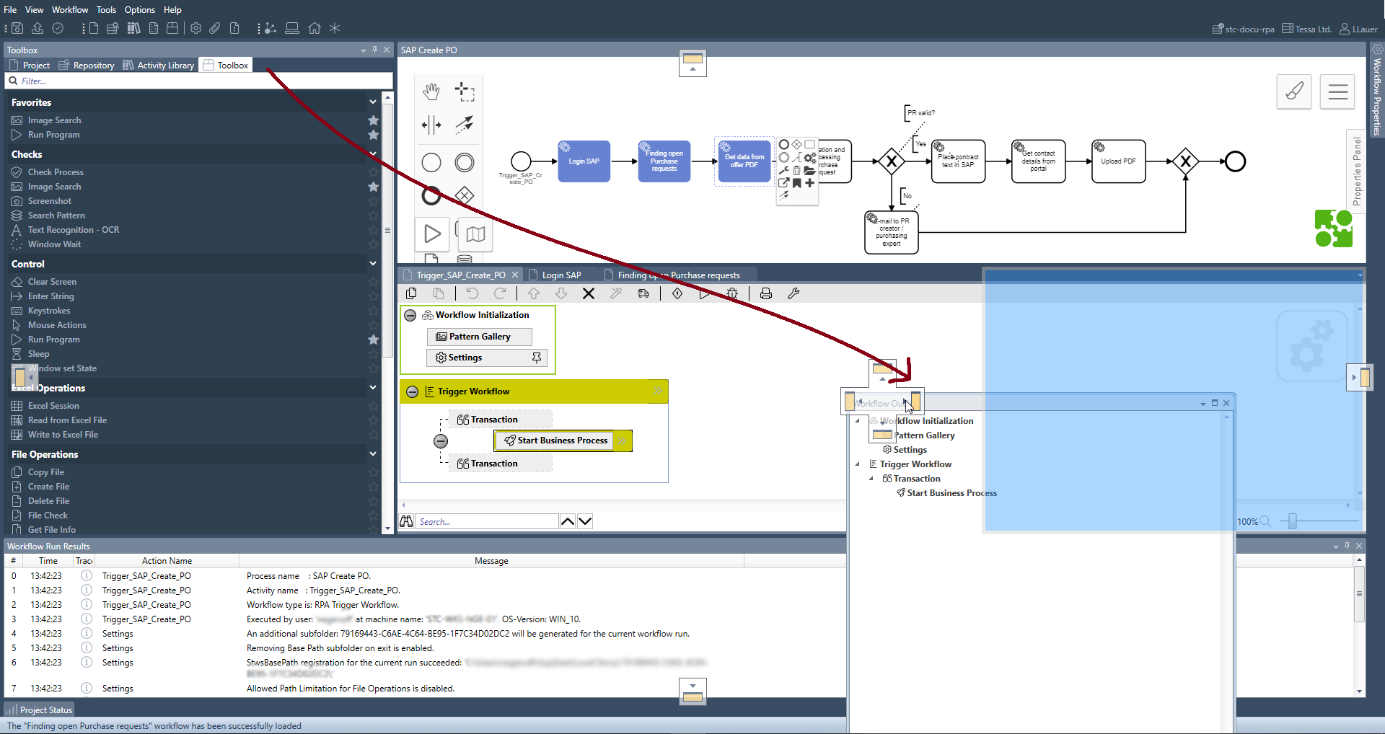 File View Workflow Tools Options Help
stc-docu-rpa Tessa Ltd. LLauer
Toolbox
Project Repository Activity Library Toolbox
Filter...
Favorites
Image Search
Run Program
Checks
Check Process
Image Search
Screenshot
Search Pattern
Text Recognition - OCR
Window Wait
Control
Clear Screen
Enter String
Keystrokes
Mouse Actions
Run Program
Sleep
Window set State
Excel Operations
Excel Session
Read from Excel File
Write to Excel File
File Operations
Copy File
Create File
Delete File
File Check
Get File Info
SAP Create PO
Trigger_SAP_Cr
eate_PO
Login SAP
Finding open
Purchase
requests
Get data from
offer PDF
PR valid?
Yes
No
Place contract
text in SAP
Get contact
details from
portal
Upload PDF
E-mail to PR
creator /
purchasing
expert
Properties Panel
Workflow Properties
Trigger_SAP_Create_PO Login SAP Finding open Purchase requests
Workflow Initialization
Pattern Gallery
Settings
Trigger Workflow
Transaction
Start Business Process
Transaction
Search...
100%
Workflow Initialization
Pattern Gallery
Settings
Trigger Workflow
Transaction
Start Business Process
Workflow Run Results
# Time Trac Action Name Message
0 13:42:23 Trigger_SAP_Create_PO Process name : SAP Create PO.
1 13:42:23 Trigger_SAP_Create_PO Activity name : Trigger_SAP_Create_PO.
2 13:42:23 Trigger_SAP_Create_PO Workflow type is: RPA Trigger Workflow.
3 13:42:23 Trigger_SAP_Create_PO Executed by user: at machine name: OS-Version: WIN_10.
4 13:42:23 Settings An additional subfolder: 79169443-C6AE-4C64-BE95-1F7C34D02DC2 will be generated for the current workflow run.
5 13:42:23 Settings Removing Base Path subfolder on exit is enabled.
6 13:42:23 Settings StwsBasePath registration for the current run succeeded:
7 13:42:23 Settings Allowed Path Limitation for File Operations is disabled.
Project Status
The "Finding open Purchase requests" workflow has been successfully loaded